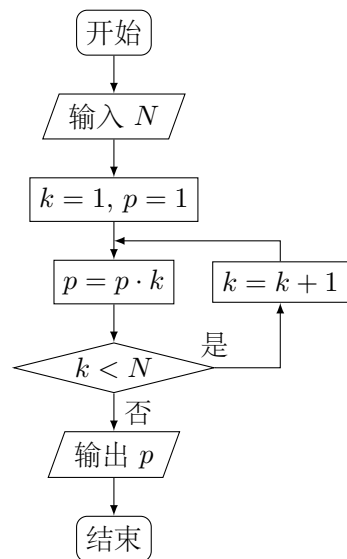 开始
输入 N
k = 1, p = 1
p = p · k
k = k + 1
k < N
是
否
输出 p
结束